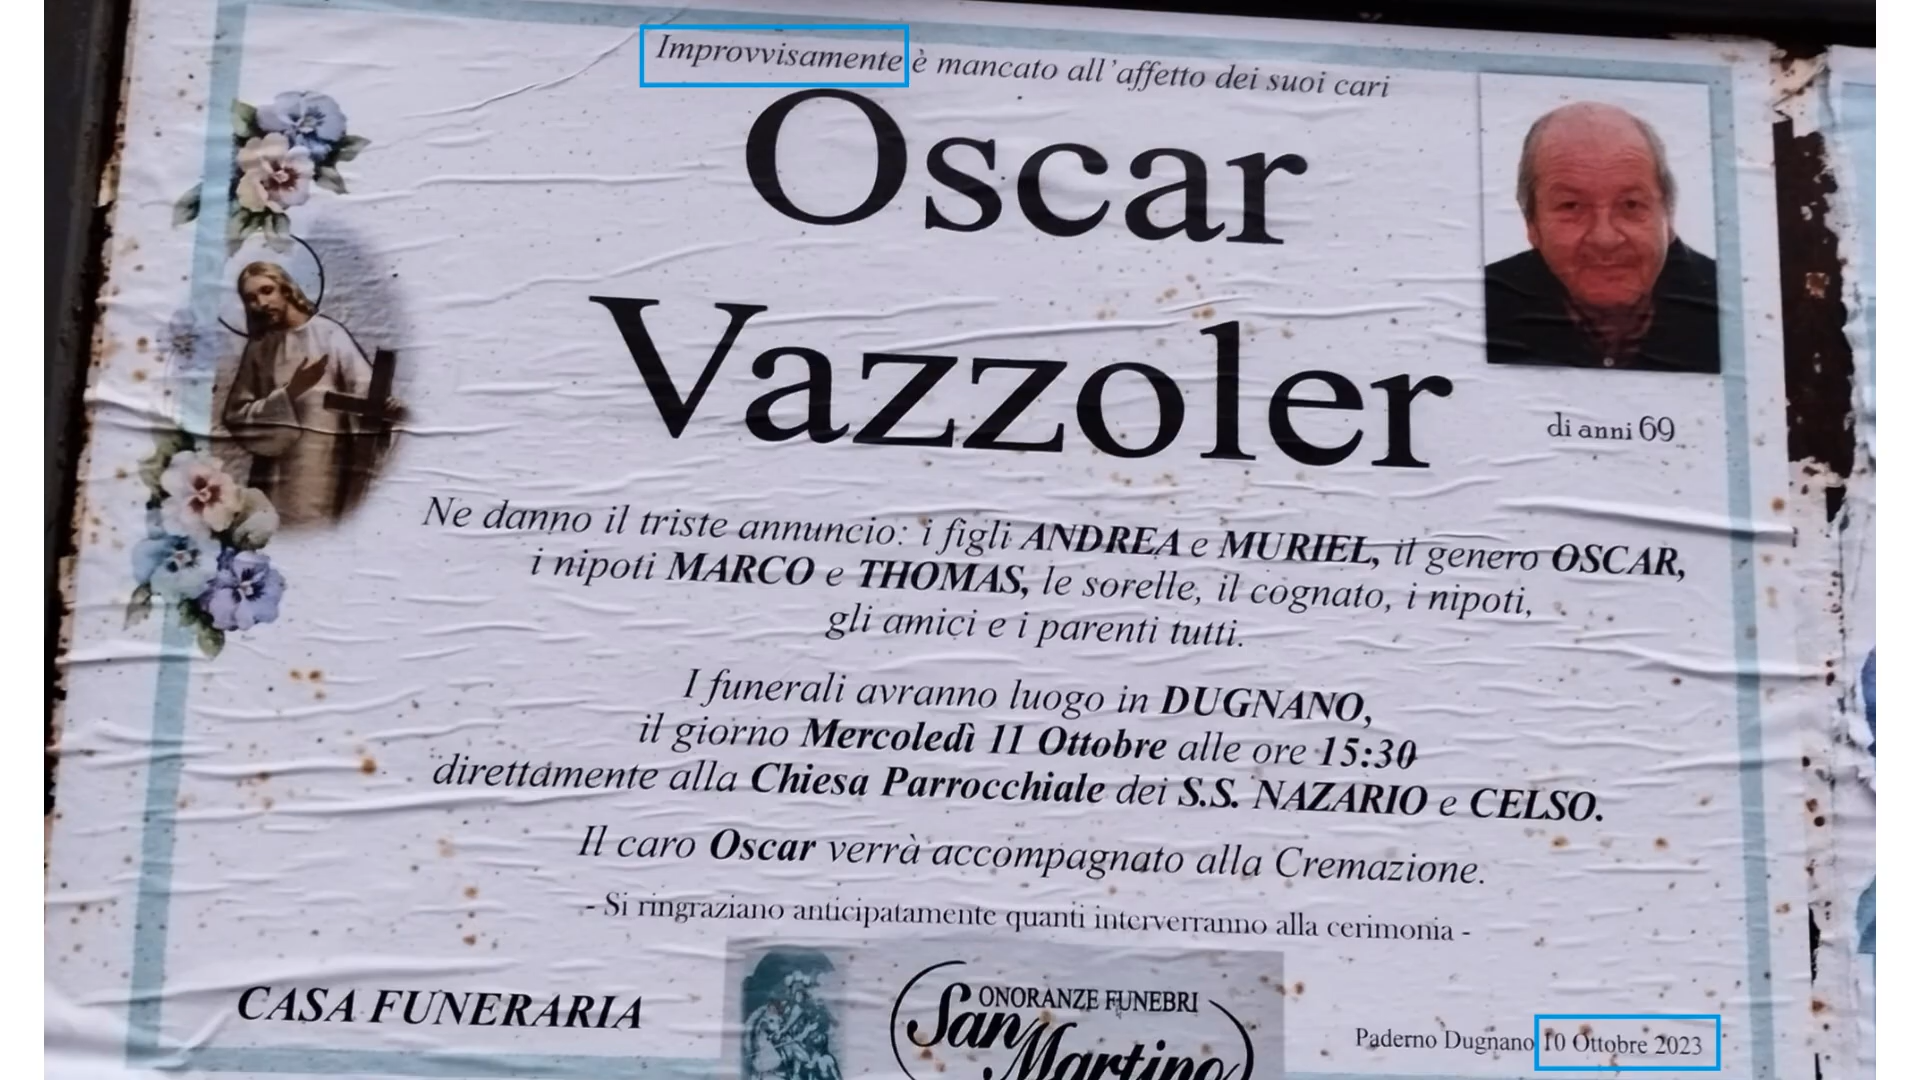 Improvvisamente è mancato all'affetto dei suoi cari
Oscar
Vazzoler
di anni 69
Ne danno il triste annuncio: i figli ANDREA e MURIEL, il genero OSCAR,
i nipoti MARCO e THOMAS, le sorelle, il cognato, i nipoti,
gli amici e i parenti tutti.
I funerali avranno luogo in DUGNANO,
il giorno Mercoledì 11 Ottobre alle ore 15:30
direttamente alla Chiesa Parrocchiale dei S.S. NAZARIO e CELSO.
Il caro Oscar verrà accompagnato alla Cremazione.
- Si ringraziano anticipatamente quanti interverranno alla cerimonia -
CASA FUNERARIA
ONORANZE FUNEBRI
San Martino
Paderno Dugnano 10 Ottobre 2023